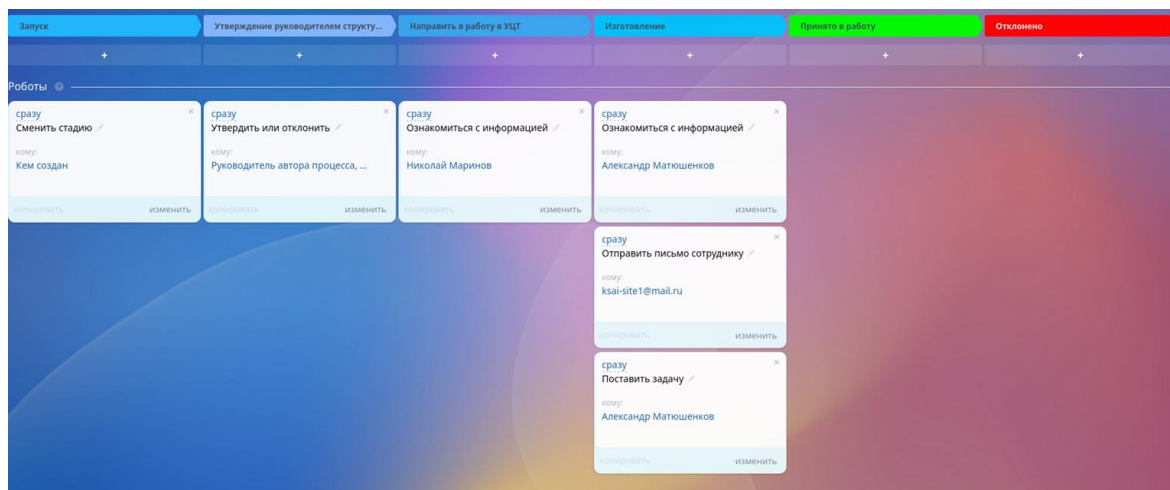 Запуск
Утверждение руководителем структу...
Направить в работу в УЦТ
Изготовление
Принято в работу
Отклонено
+
+
+
+
+
+
Роботы ?
сразу
Сменить стадию
кому:
Кем создан
копировать изменить
сразу
Утвердить или отклонить
кому:
Руководитель автора процесса, ...
копировать изменить
сразу
Ознакомиться с информацией
кому:
Николай Маринов
копировать изменить
сразу
Ознакомиться с информацией
кому:
Александр Матюшенков
копировать изменить
сразу
Отправить письмо сотруднику
кому:
ksai-site1@mail.ru
копировать изменить
сразу
Поставить задачу
кому:
Александр Матюшенков
копировать изменить